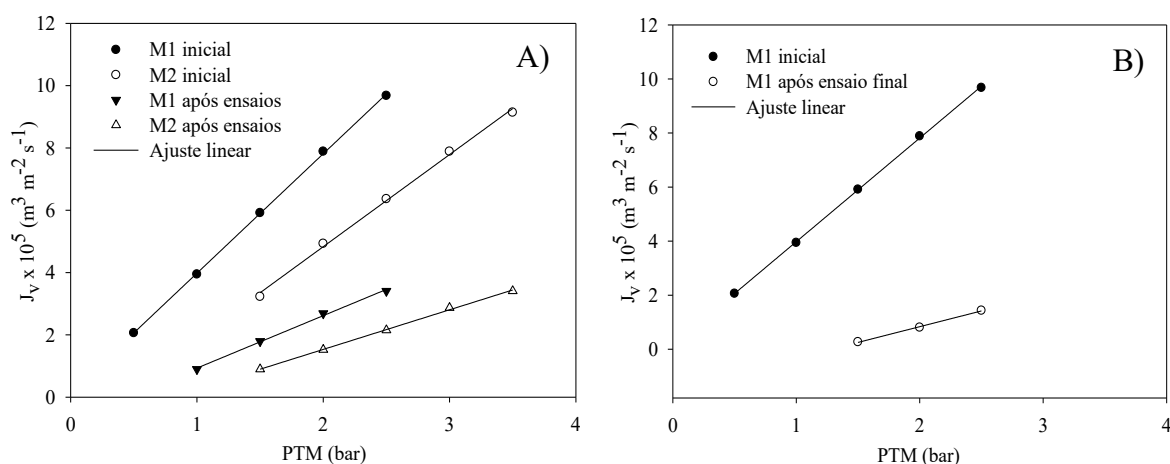 A)
M1 inicial
M2 inicial
M1 após ensaios
M2 após ensaios
Ajuste linear
12
10
8
6
4
2
0
J_V x 10^5 (m^3 m^-2 s^-1)
0 1 2 3 4
PTM (bar)
B)
M1 inicial
M1 após ensaio final
Ajuste linear
12
10
8
6
4
2
0
J_V x 10^5 (m^3 m^-2 s^-1)
0 1 2 3 4
PTM (bar)